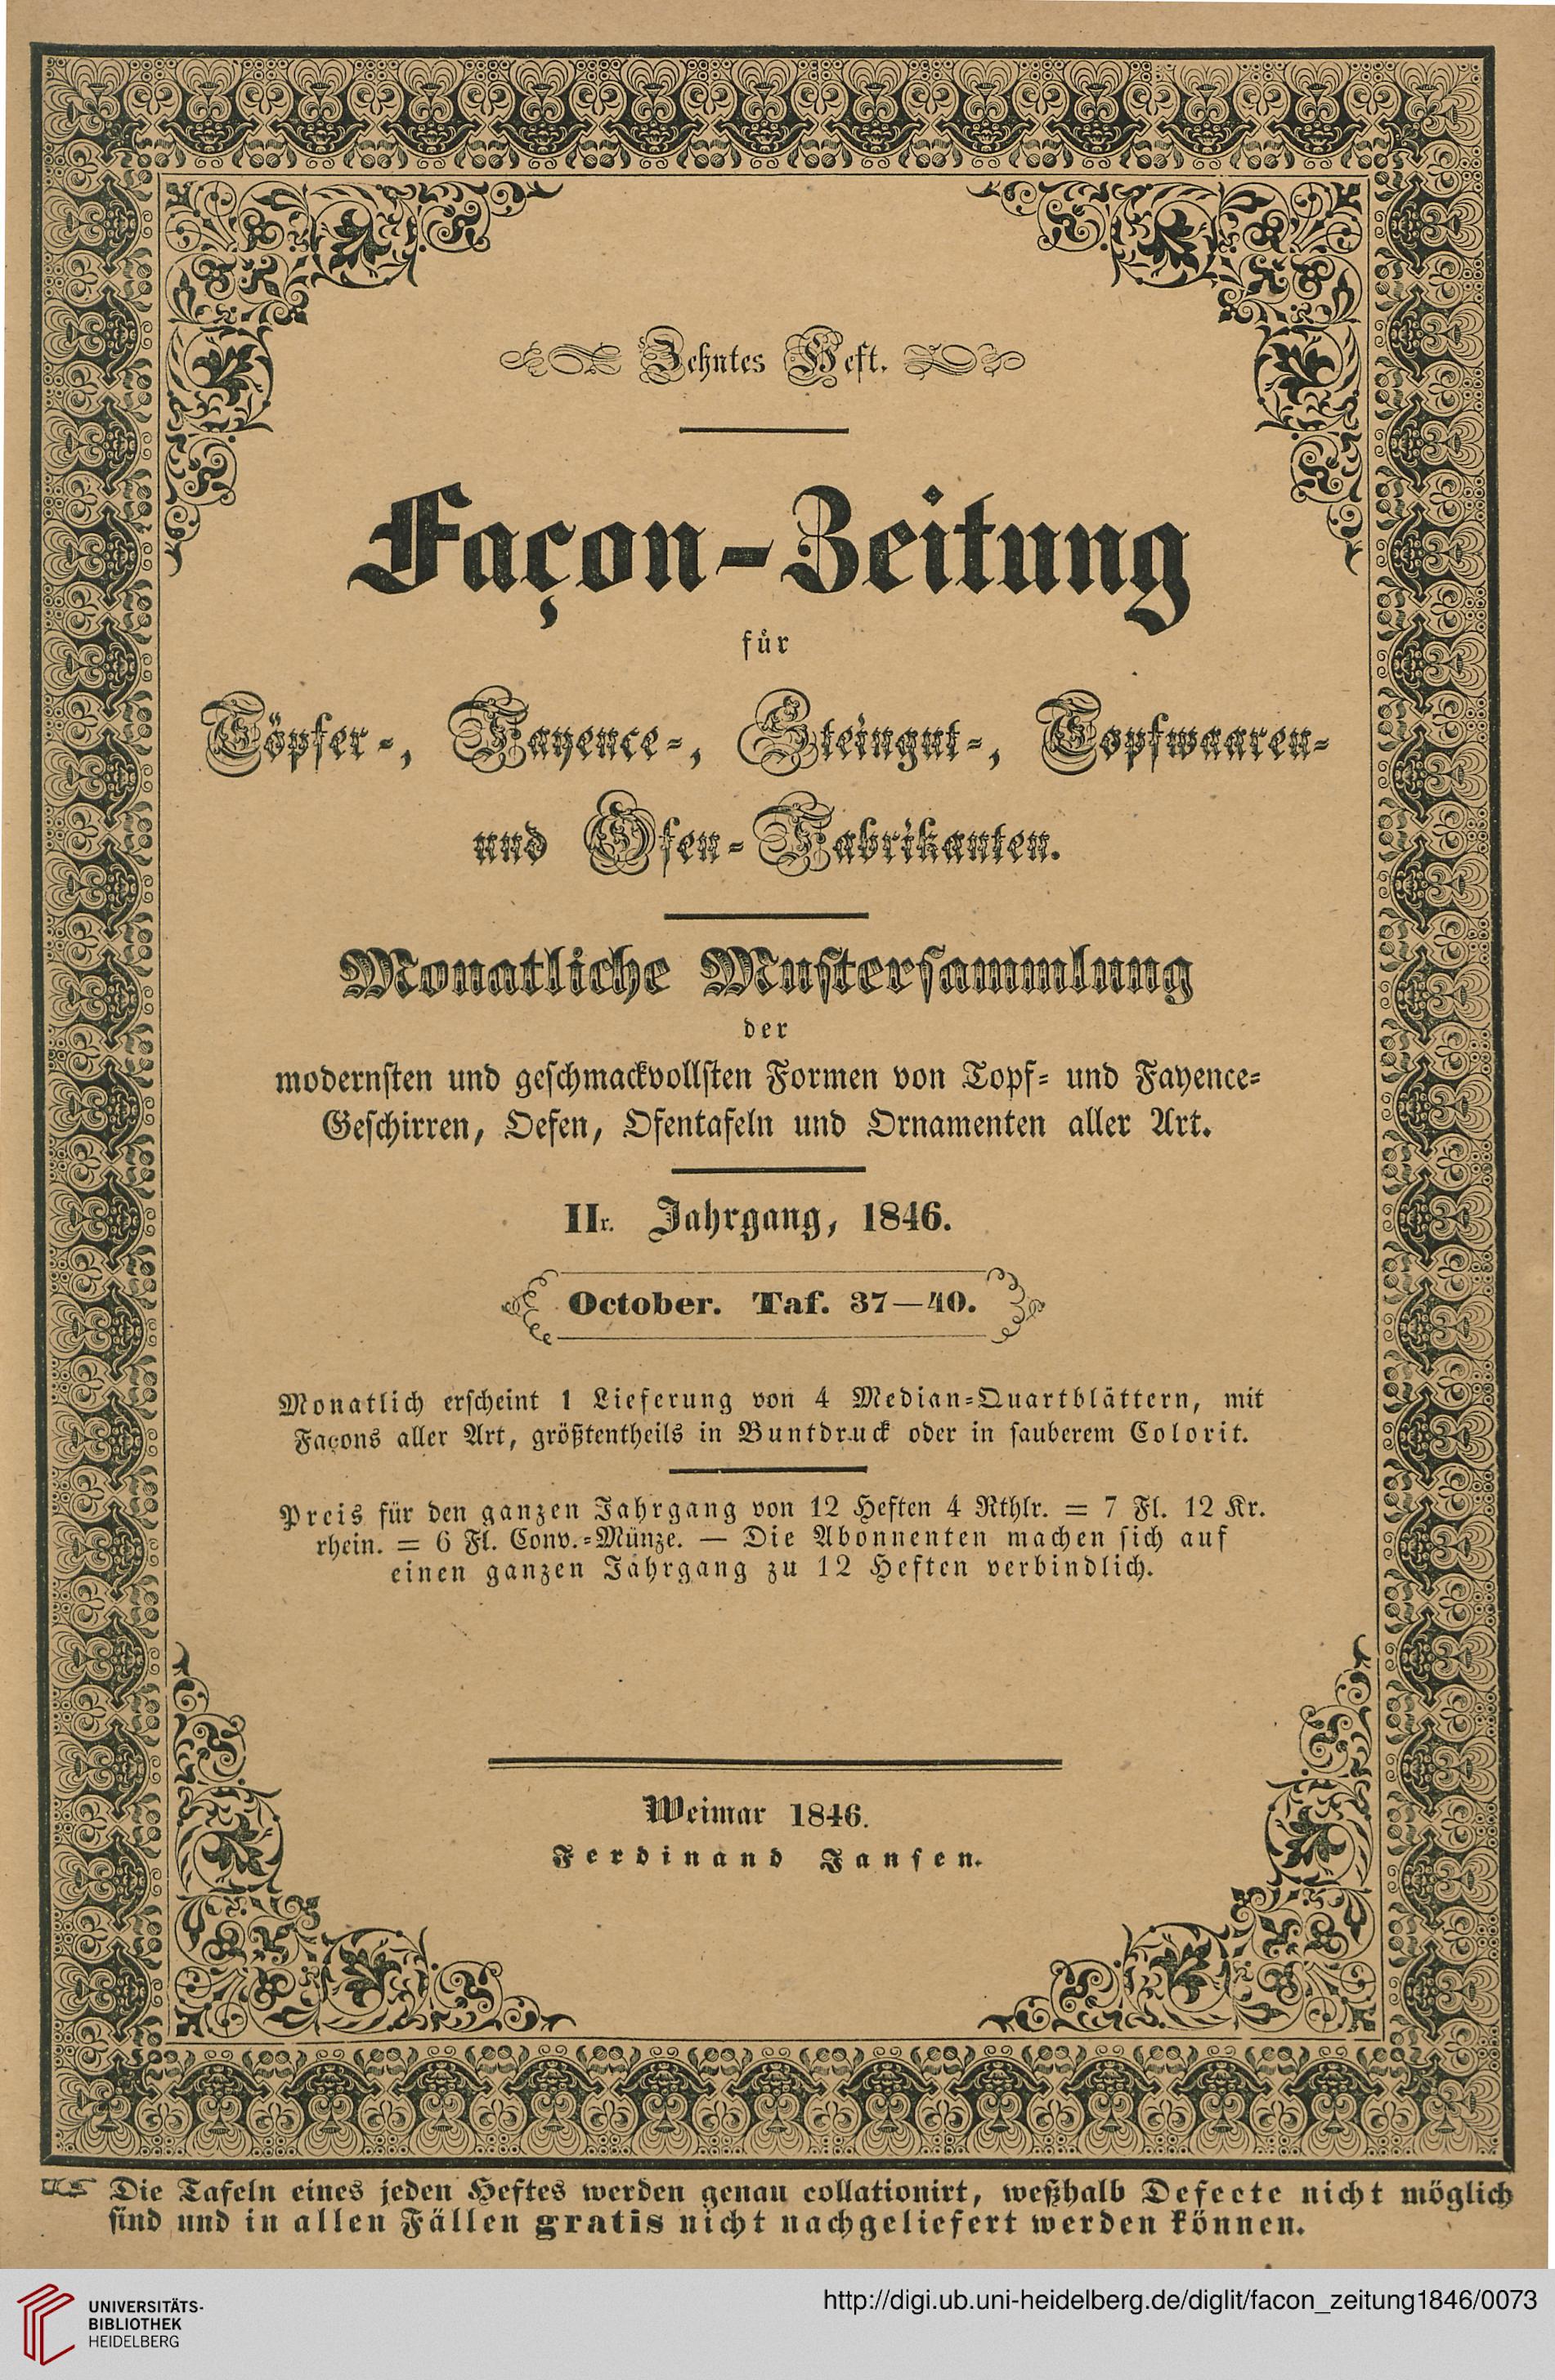 Zehntes Heft.
Façon-Zeitung
für
Töpfer-, Fayence-, Steingut-, Topfwaaren-
und Ofen-Fabrikanten.
Monatliche Mustersammlung
der
modernsten und geschmackvollsten Formen von Topf- und Fayence-
Geschirren, Oefen, Ofentafeln und Ornamenten aller Art.
IIr. Jahrgang, 1846.
October. Taf. 37—40.
Monatlich erscheint 1 Lieferung von 4 Median-Quartblättern, mit
Façons aller Art, größtentheils in Buntdruck oder in sauberem Colorit.
Preis für den ganzen Jahrgang von 12 Heften 4 Rthlr. = 7 Fl. 12 Kr.
rhein. = 6 Fl. Conv.-Münze. — Die Abonnenten machen sich auf
einen ganzen Jahrgang zu 12 Heften verbindlich.
Weimar 1846.
Ferdinand Jansen.
☞ Die Tafeln eines jeden Heftes werden genau collationirt, weßhalb Defecte nicht möglich
sind und in allen Fällen gratis nicht nachgeliefert werden können.
UNIVERSITÄTS-
BIBLIOTHEK
HEIDELBERG
http://digi.ub.uni-heidelberg.de/diglit/facon_zeitung1846/0073